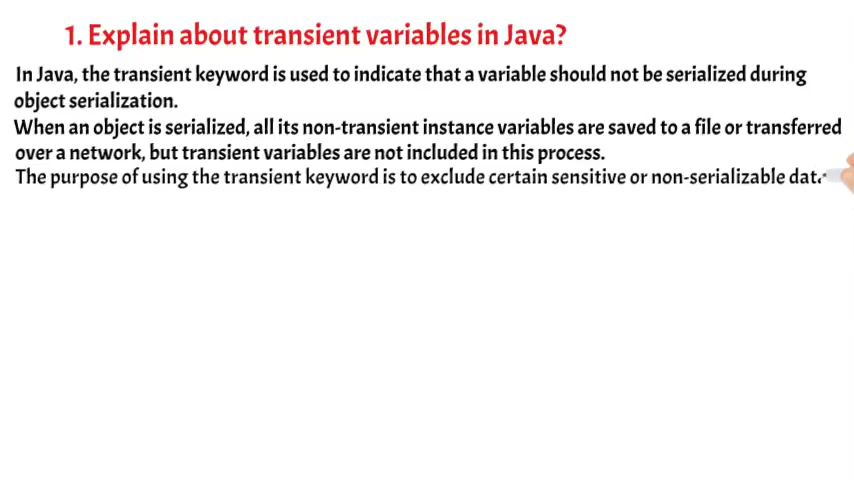 1. Explain about transient variables in Java?
In Java, the transient keyword is used to indicate that a variable should not be serialized during
object serialization.
When an object is serialized, all its non-transient instance variables are saved to a file or transferred
over a network, but transient variables are not included in this process.
The purpose of using the transient keyword is to exclude certain sensitive or non-serializable